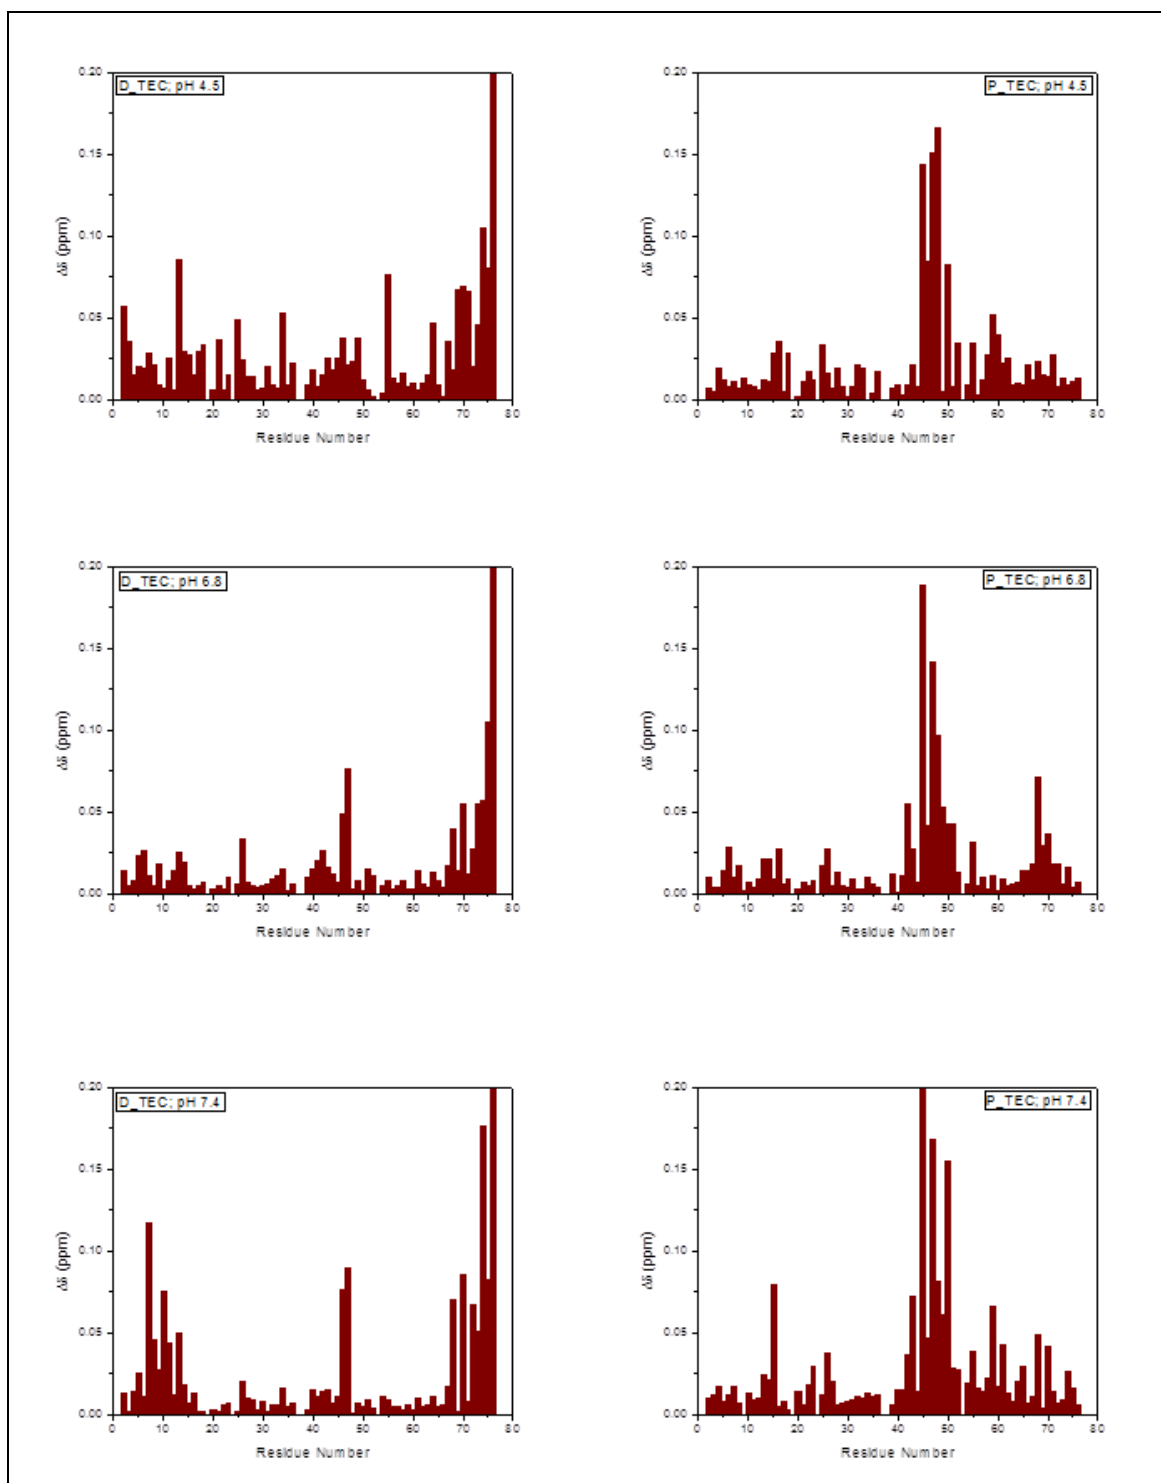 D_TEC; pH 4.5
0.20
0.15
0.10
0.05
0.00
Δδ (ppm)
0 10 20 30 40 50 60 70 80
Residue Number
P_TEC; pH 4.5
0.20
0.15
0.10
0.05
0.00
Δδ (ppm)
0 10 20 30 40 50 60 70 80
Residue Number
D_TEC; pH 6.8
0.20
0.15
0.10
0.05
0.00
Δδ (ppm)
0 10 20 30 40 50 60 70 80
Residue Number
P_TEC; pH 6.8
0.20
0.15
0.10
0.05
0.00
Δδ (ppm)
0 10 20 30 40 50 60 70 80
Residue Number
D_TEC; pH 7.4
0.20
0.15
0.10
0.05
0.00
Δδ (ppm)
0 10 20 30 40 50 60 70 80
Residue Number
P_TEC; pH 7.4
0.20
0.15
0.10
0.05
0.00
Δδ (ppm)
0 10 20 30 40 50 60 70 80
Residue Number